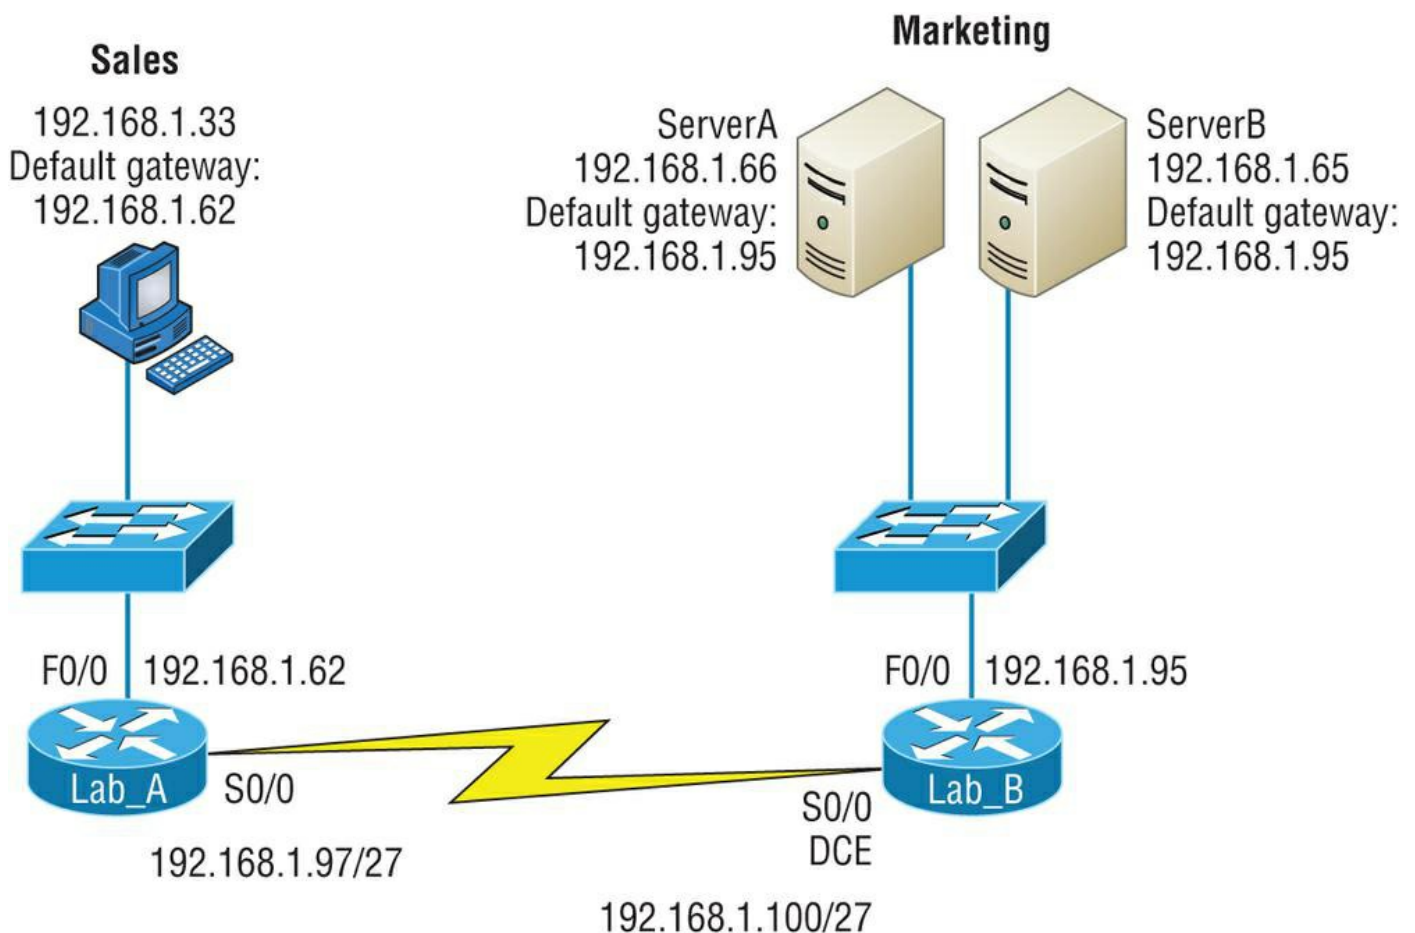 Sales
192.168.1.33
Default gateway:
192.168.1.62
Marketing
ServerA
192.168.1.66
Default gateway:
192.168.1.95
ServerB
192.168.1.65
Default gateway:
192.168.1.95
F0/0
192.168.1.62
Lab_A
S0/0
192.168.1.97/27
F0/0
192.168.1.95
Lab_B
S0/0
DCE
192.168.1.100/27